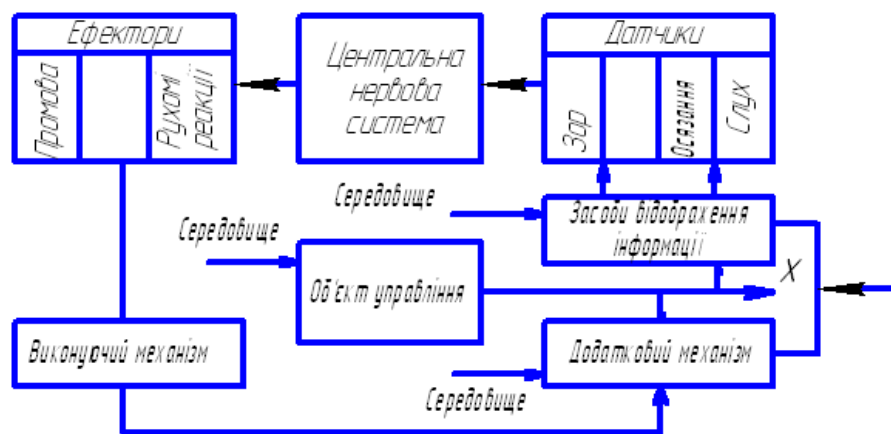 Ефектори
Промова
Рухомі
реакції
Центральна
нервова
система
Датчики
Зор
Осязання
Слух
Середовище
Засоби відображення
інформації
Середовище
Об'єкт управління
X
Виконуючий механізм
Додатковий механізм
Середовище